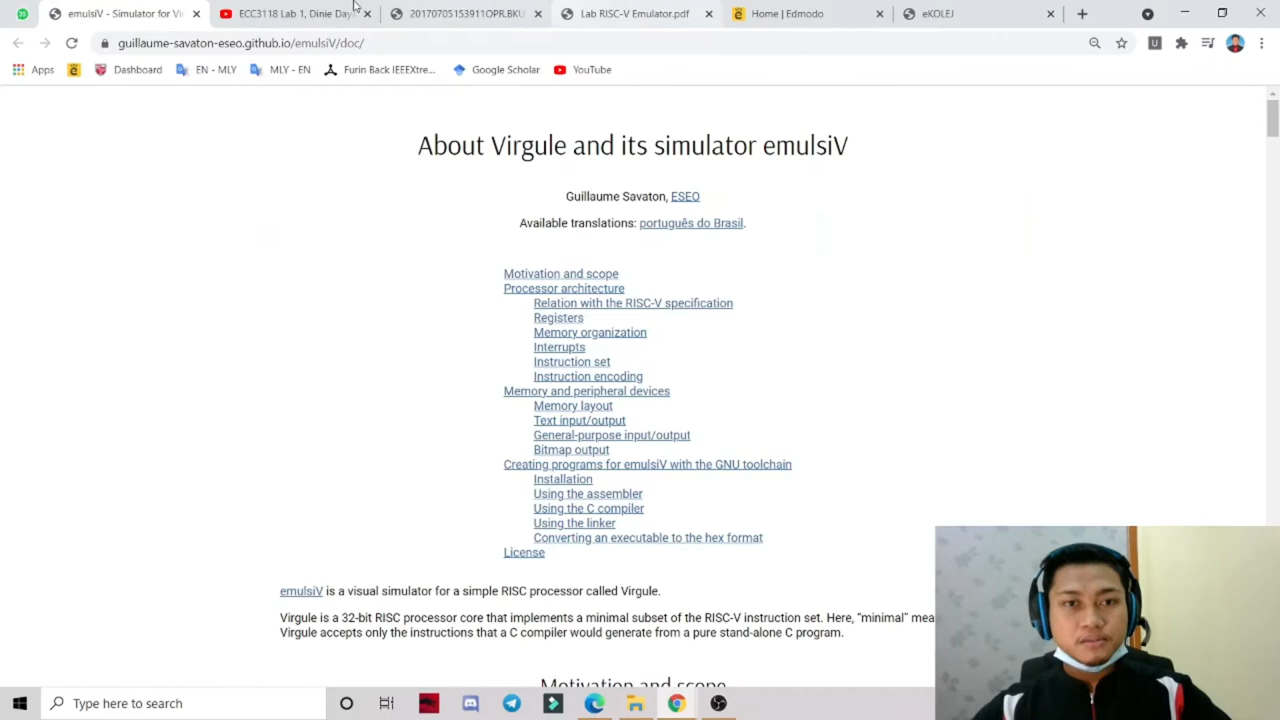 emulsiV - Simulator for Vi
ECC3118 Lab 1, Dinie Daya
20170705153911OPR.BKU
Lab RISC-V Emulator.pdf
Home | Edmodo
eKOLEJ
guillaume-savaton-eseo.github.io/emulsiV/doc/
Apps
Dashboard
EN - MLY
MLY - EN
Furin Back IEEEXtre...
Google Scholar
YouTube
About Virgule and its simulator emulsiV
Guillaume Savaton, ESEO
Available translations: português do Brasil.
Motivation and scope
Processor architecture
Relation with the RISC-V specification
Registers
Memory organization
Interrupts
Instruction set
Instruction encoding
Memory and peripheral devices
Memory layout
Text input/output
General-purpose input/output
Bitmap output
Creating programs for emulsiV with the GNU toolchain
Installation
Using the assembler
Using the C compiler
Using the linker
Converting an executable to the hex format
License
emulsiV is a visual simulator for a simple RISC processor called Virgule.
Virgule is a 32-bit RISC processor core that implements a minimal subset of the RISC-V instruction set. Here, “minimal” mea
Virgule accepts only the instructions that a C compiler would generate from a pure stand-alone C program.
Motivation and scope
Type here to search